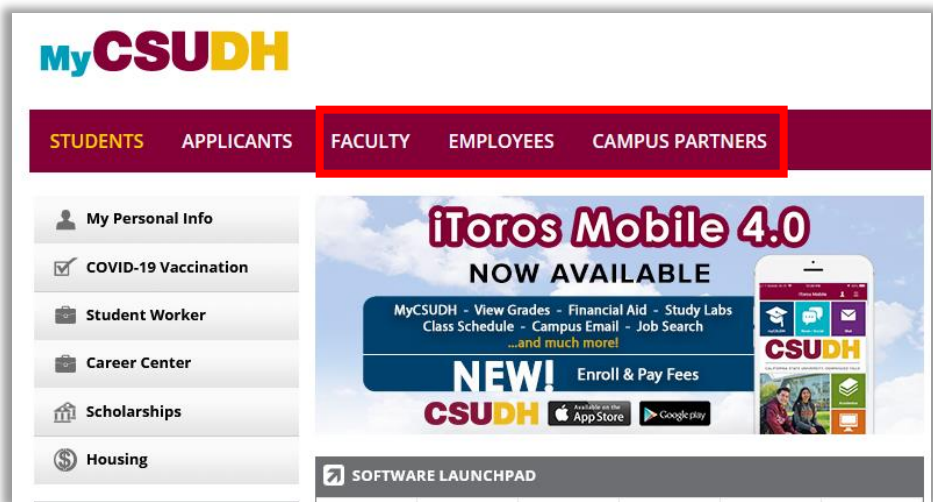 MyCSUDH
STUDENTS APPLICANTS FACULTY EMPLOYEES CAMPUS PARTNERS
My Personal Info
COVID-19 Vaccination
Student Worker
Career Center
Scholarships
Housing
iToros Mobile 4.0
NOW AVAILABLE
MyCSUDH - View Grades - Financial Aid - Study Labs
Class Schedule - Campus Email - Job Search
...and much more!
NEW! Enroll & Pay Fees
CSUDH Available on the App Store Google play
iToros Mobile
CSUDH
SOFTWARE LAUNCHPAD